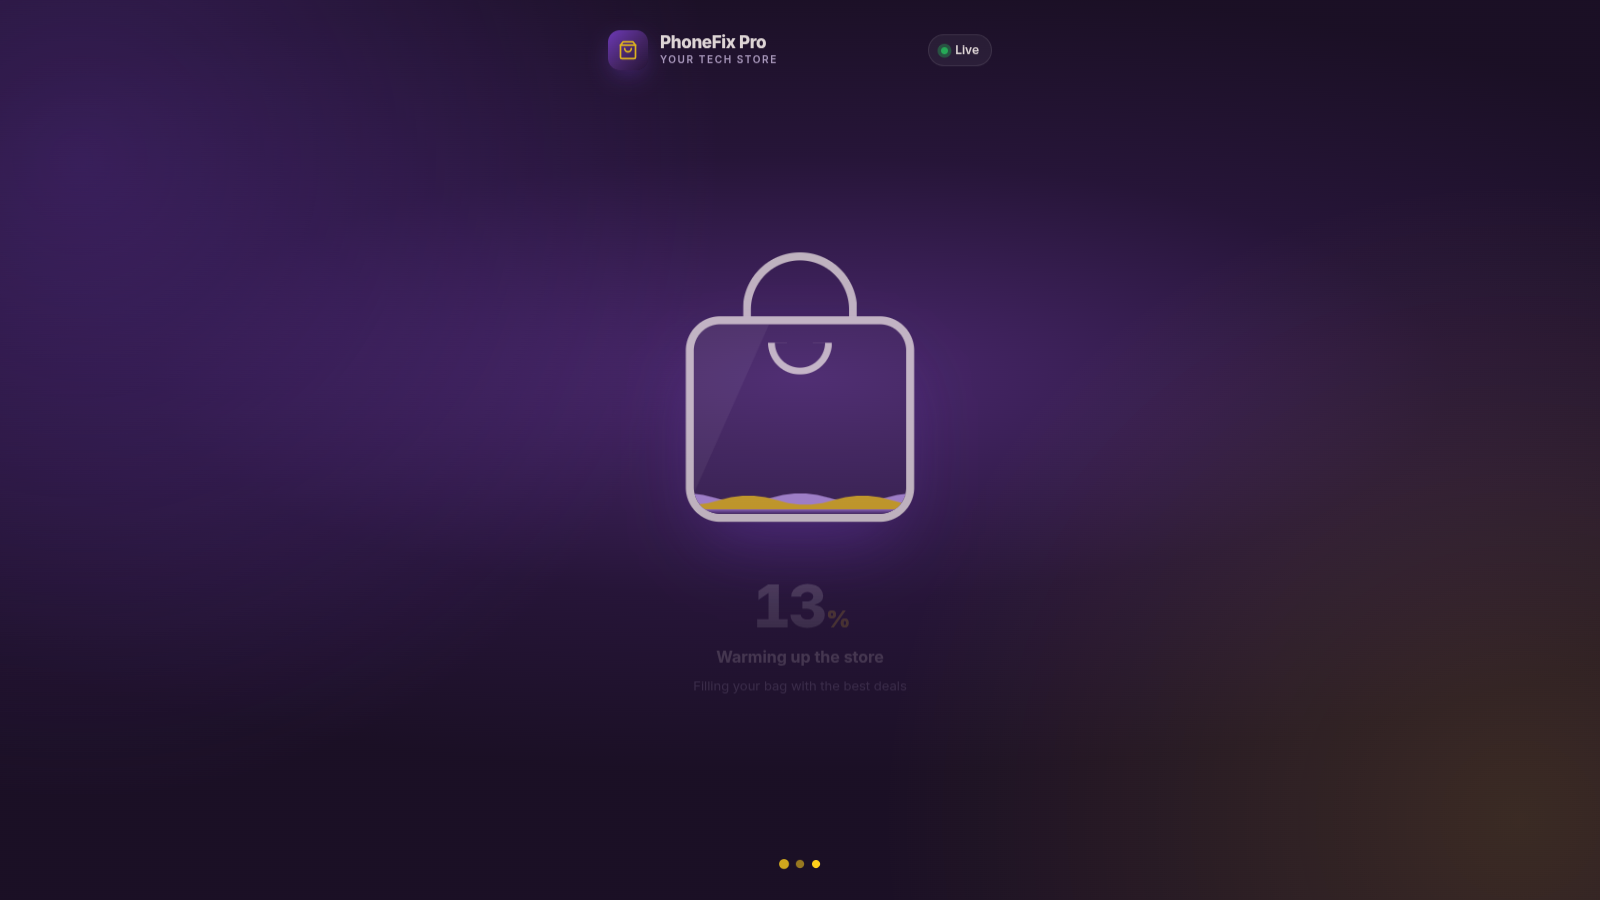 PhoneFix Pro
YOUR TECH STORE
Live
13%
Warming up the store
Filling your bag with the best deals